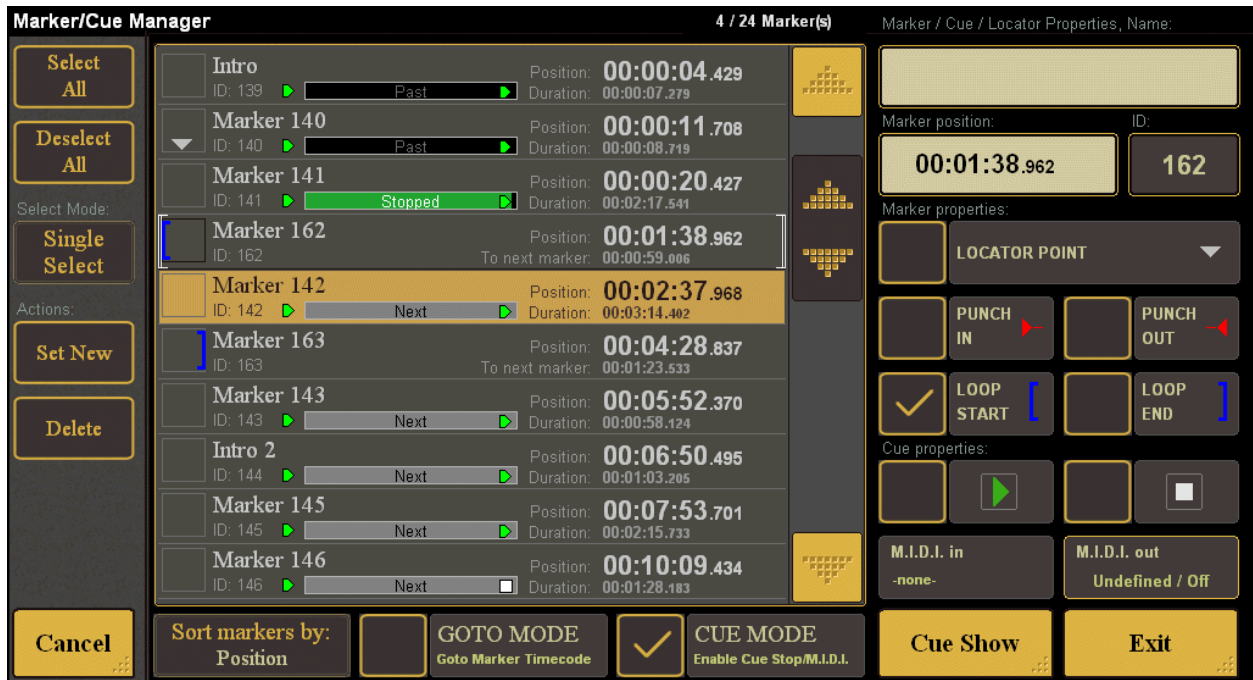 Marker/Cue Manager
4 / 24 Marker(s)
Marker / Cue / Locator Properties, Name:
Select
All
Deselect
All
Select Mode:
Single
Select
Actions:
Set New
Delete
Cancel
Intro
Position: 00:00:04.429
ID: 139
Past
Duration: 00:00:07.279
Marker 140
Position: 00:00:11.708
ID: 140
Past
Duration: 00:00:08.719
Marker 141
Position: 00:00:20.427
ID: 141
Stopped
Duration: 00:02:17.541
Marker 162
Position: 00:01:38.962
ID: 162
To next marker: 00:00:59.006
Marker 142
Position: 00:02:37.968
ID: 142
Next
Duration: 00:03:14.402
Marker 163
Position: 00:04:28.837
ID: 163
To next marker: 00:01:23.533
Marker 143
Position: 00:05:52.370
ID: 143
Next
Duration: 00:00:58.124
Intro 2
Position: 00:06:50.495
ID: 144
Next
Duration: 00:01:03.205
Marker 145
Position: 00:07:53.701
ID: 145
Next
Duration: 00:02:15.733
Marker 146
Position: 00:10:09.434
ID: 146
Next
Duration: 00:01:28.183
Sort markers by:
Position
GOTO MODE
Goto Marker Timecode
CUE MODE
Enable Cue Stop/M.I.D.I.
Marker position:
ID:
00:01:38.962
162
Marker properties:
LOCATOR POINT
PUNCH
IN
PUNCH
OUT
LOOP
START
LOOP
END
Cue properties:
M.I.D.I. in
-none-
M.I.D.I. out
Undefined / Off
Cue Show
Exit